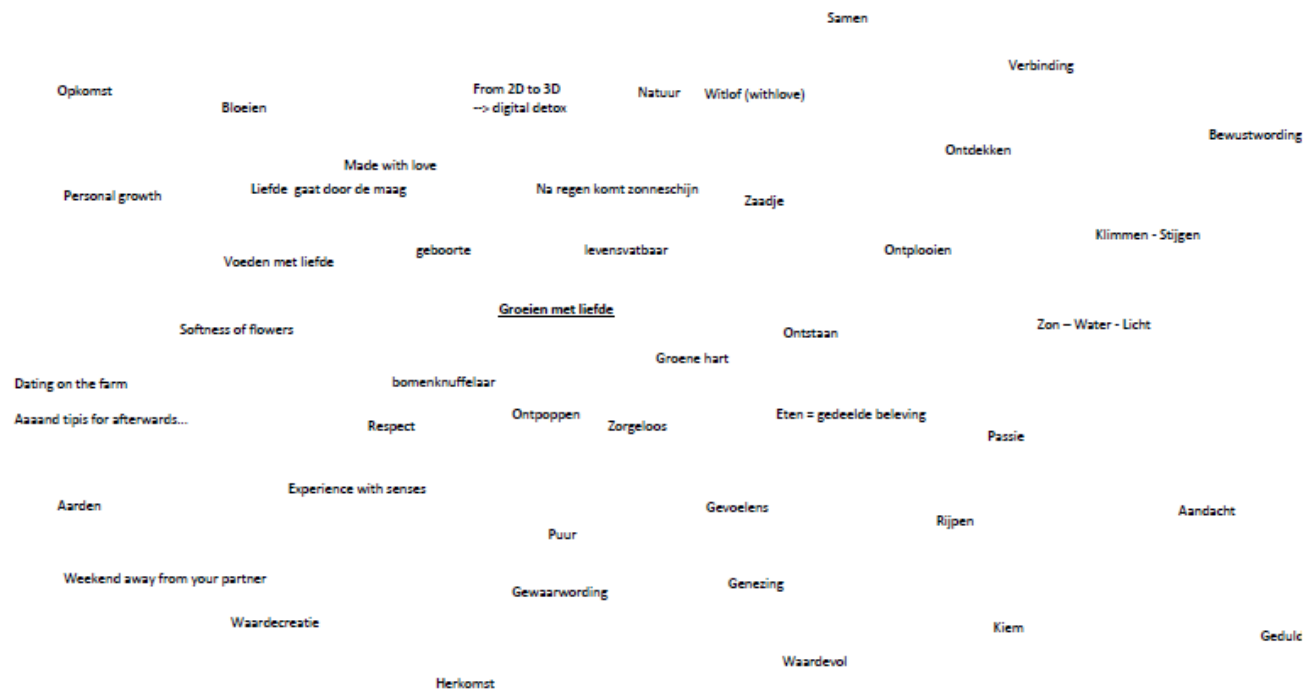 Samen
Verbinding
Opkomst
From 2D to 3D
--> digital detox
Natuur
Witlof (withlove)
Bloeien
Bewustwording
Ontdekken
Made with love
Personal growth
Liefde gaat door de maag
Na regen komt zonneschijn
Zaadje
Klimmen - Stijgen
Voeden met liefde
geboorte
levensvatbaar
Ontplooien
Groeien met liefde
Softness of flowers
Ontstaan
Zon – Water - Licht
Groene hart
Dating on the farm
bomenknuffelaar
Aaaand tipis for afterwards...
Respect
Ontpoppen
Zorgeloos
Eten = gedeelde beleving
Passie
Experience with senses
Aarden
Gevoelens
Rijpen
Aandacht
Puur
Weekend away from your partner
Gewaarwording
Genezing
Waardecreatie
Kiem
Gedulc
Waardevol
Herkomst